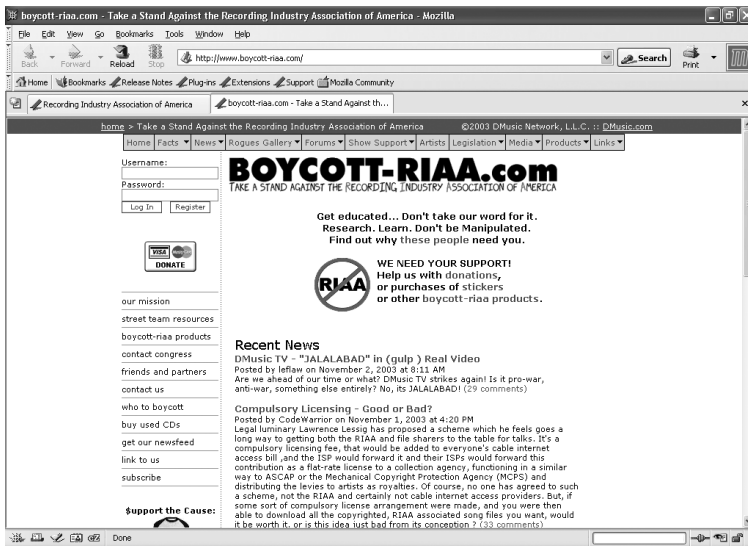 boycott-riaa.com - Take a Stand Against the Recording Industry Association of America - Mozilla
File Edit View Go Bookmarks Tools Window Help
Back Forward Reload Stop http://www.boycott-riaa.com/ Search Print
Home Bookmarks Release Notes Plug-ins Extensions Support Mozilla Community
Recording Industry Association of America boycott-riaa.com - Take a Stand Against th...
home > Take a Stand Against the Recording Industry Association of America ©2003 DMusic Network, L.L.C. :: DMusic.com
Home Facts News Rogues Gallery Forums Show Support Artists Legislation Media Products Links
Username:
Password:
Log In Register
VISA
DONATE
our mission
street team resources
boycott-riaa products
contact congress
friends and partners
contact us
who to boycott
buy used CDs
get our newsfeed
link to us
subscribe
$upport the Cause:
BOYCOTT-RIAA.com
TAKE A STAND AGAINST THE RECORDING INDUSTRY ASSOCIATION OF AMERICA
Get educated... Don't take our word for it.
Research. Learn. Don't be Manipulated.
Find out why these people need you.
RIAA
WE NEED YOUR SUPPORT!
Help us with donations,
or purchases of stickers
or other boycott-riaa products.
Recent News
DMusic TV - "JALALABAD" in (gulp ) Real Video
Posted by leflaw on November 2, 2003 at 8:11 AM
Are we ahead of our time or what? DMusic TV strikes again! Is it pro-war,
anti-war, something else entirely? No, its JALALABAD! (29 comments)
Compulsory Licensing - Good or Bad?
Posted by CodeWarrior on November 1, 2003 at 4:20 PM
Legal luminary Lawrence Lessig has proposed a scheme which he feels goes a
long way to getting both the RIAA and file sharers to the table for talks. It's a
compulsory licensing fee, that would be added to everyone's cable internet
access bill ,and the ISP would forward it and their ISPs would forward this
contribution as a flat-rate license to a collection agency, functioning in a similar
way to ASCAP or the Mechanical Copyright Protection Agency (MCPS) and
distributing the levies to artists as royalties. Of course, no one has agreed to such
a scheme, not the RIAA and certainly not cable internet access providers. But, if
some sort of compulsory license arrangement were made, and you were then
able to download all the copyrighted, RIAA associated song files you want, would
it be worth it, or is this idea just bad from its conception ? (33 comments)
Done